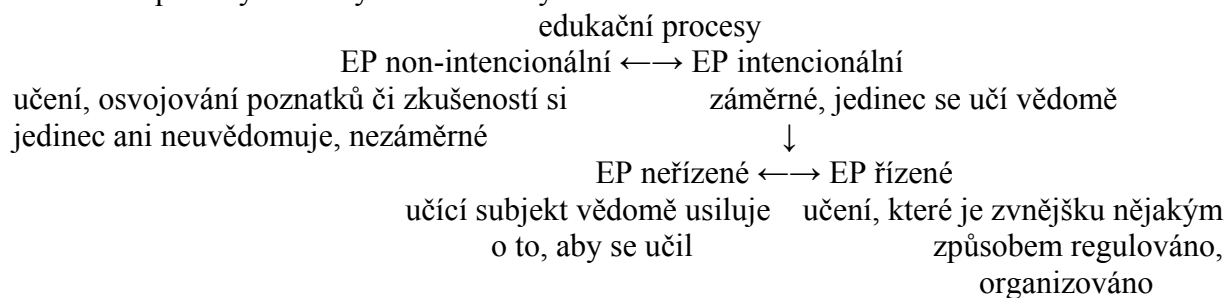 edukační procesy
EP non-intencionální ←→ EP intencionální
učení, osvojování poznatků či zkušeností si záměrné, jedinec se učí vědomě
jedinec ani neuvědomuje, nezáměrné ↓
EP neřízené ←→ EP řízené
učící subjekt vědomě usiluje učení, které je zvnějšku nějakým
o to, aby se učil způsobem regulováno,
organizováno